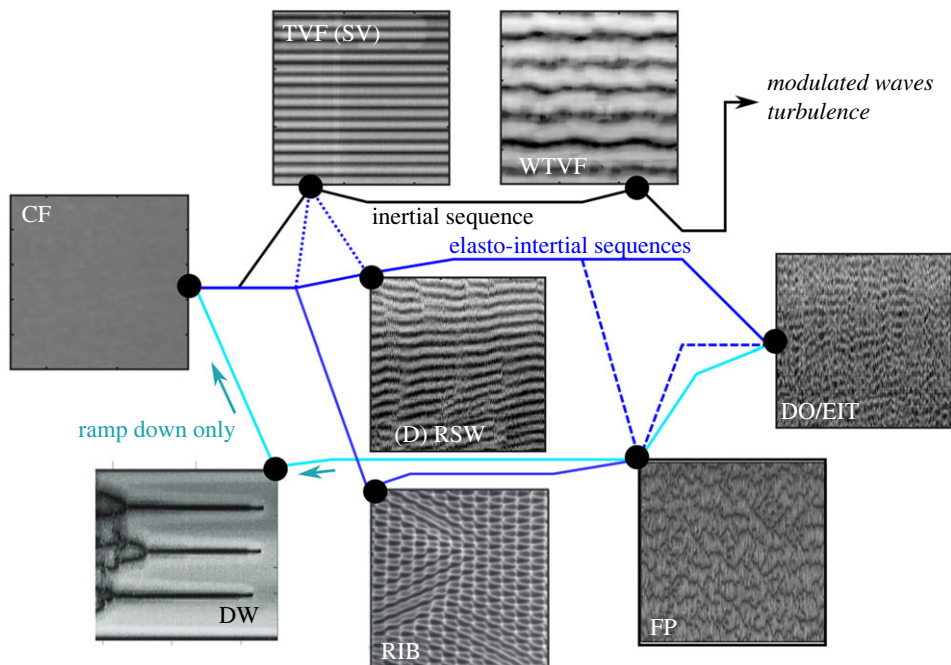 TVF (SV)
WTVF
modulated waves
turbulence
CF
inertial sequence
elasto-intertial sequences
(D) RSW
DO/EIT
ramp down only
DW
RIB
FP